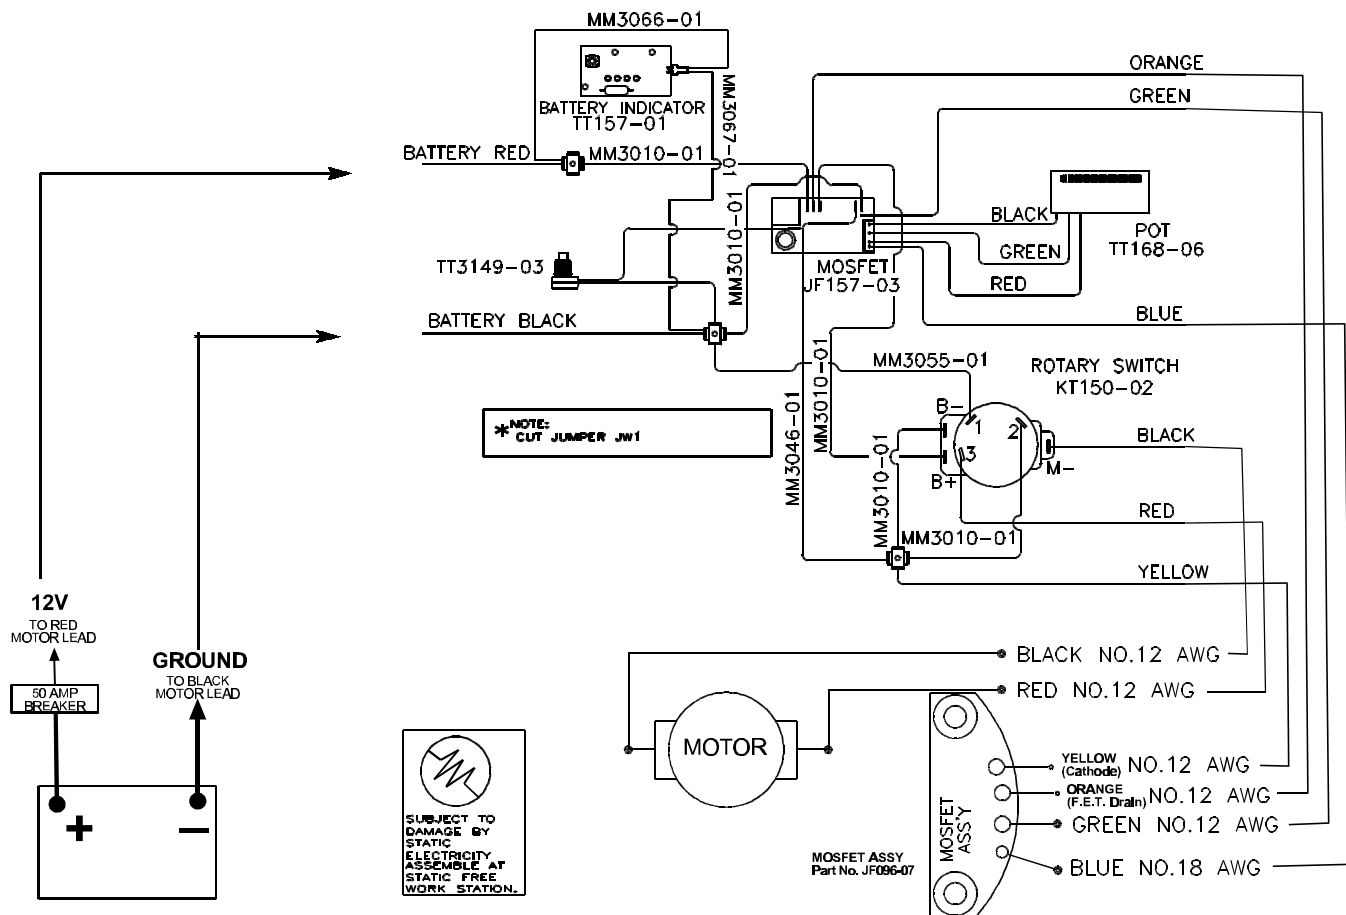 MM3066-01
ORANGE
GREEN
MM3067-01
BATTERY INDICATOR
TT157-01
BATTERY RED
MM3010-01
MM3010-01
BLACK
GREEN
RED
POT
TT168-06
TT3149-03
MOSFET
JF157-03
BATTERY BLACK
BLUE
MM3010-01
MM3055-01
ROTARY SWITCH
KT150-02
*NOTE:
CUT JUMPER JW1
MM3046-01
B-
1
2
3
B+
M-
BLACK
MM3010-01
RED
MM3010-01
YELLOW
12V
TO RED
MOTOR LEAD
GROUND
TO BLACK
MOTOR LEAD
50 AMP
BREAKER
+
−
BLACK NO.12 AWG
RED NO.12 AWG
MOTOR
YELLOW
(Cathode) NO.12 AWG
ORANGE
(F.E.T. Drain) NO.12 AWG
GREEN NO.12 AWG
BLUE NO.18 AWG
MOSFET
ASS'Y
MOSFET ASSY
Part No. JF096-07
SUBJECT TO
DAMAGE BY
STATIC
ELECTRICITY
ASSEMBLE AT
STATIC FREE
WORK STATION.